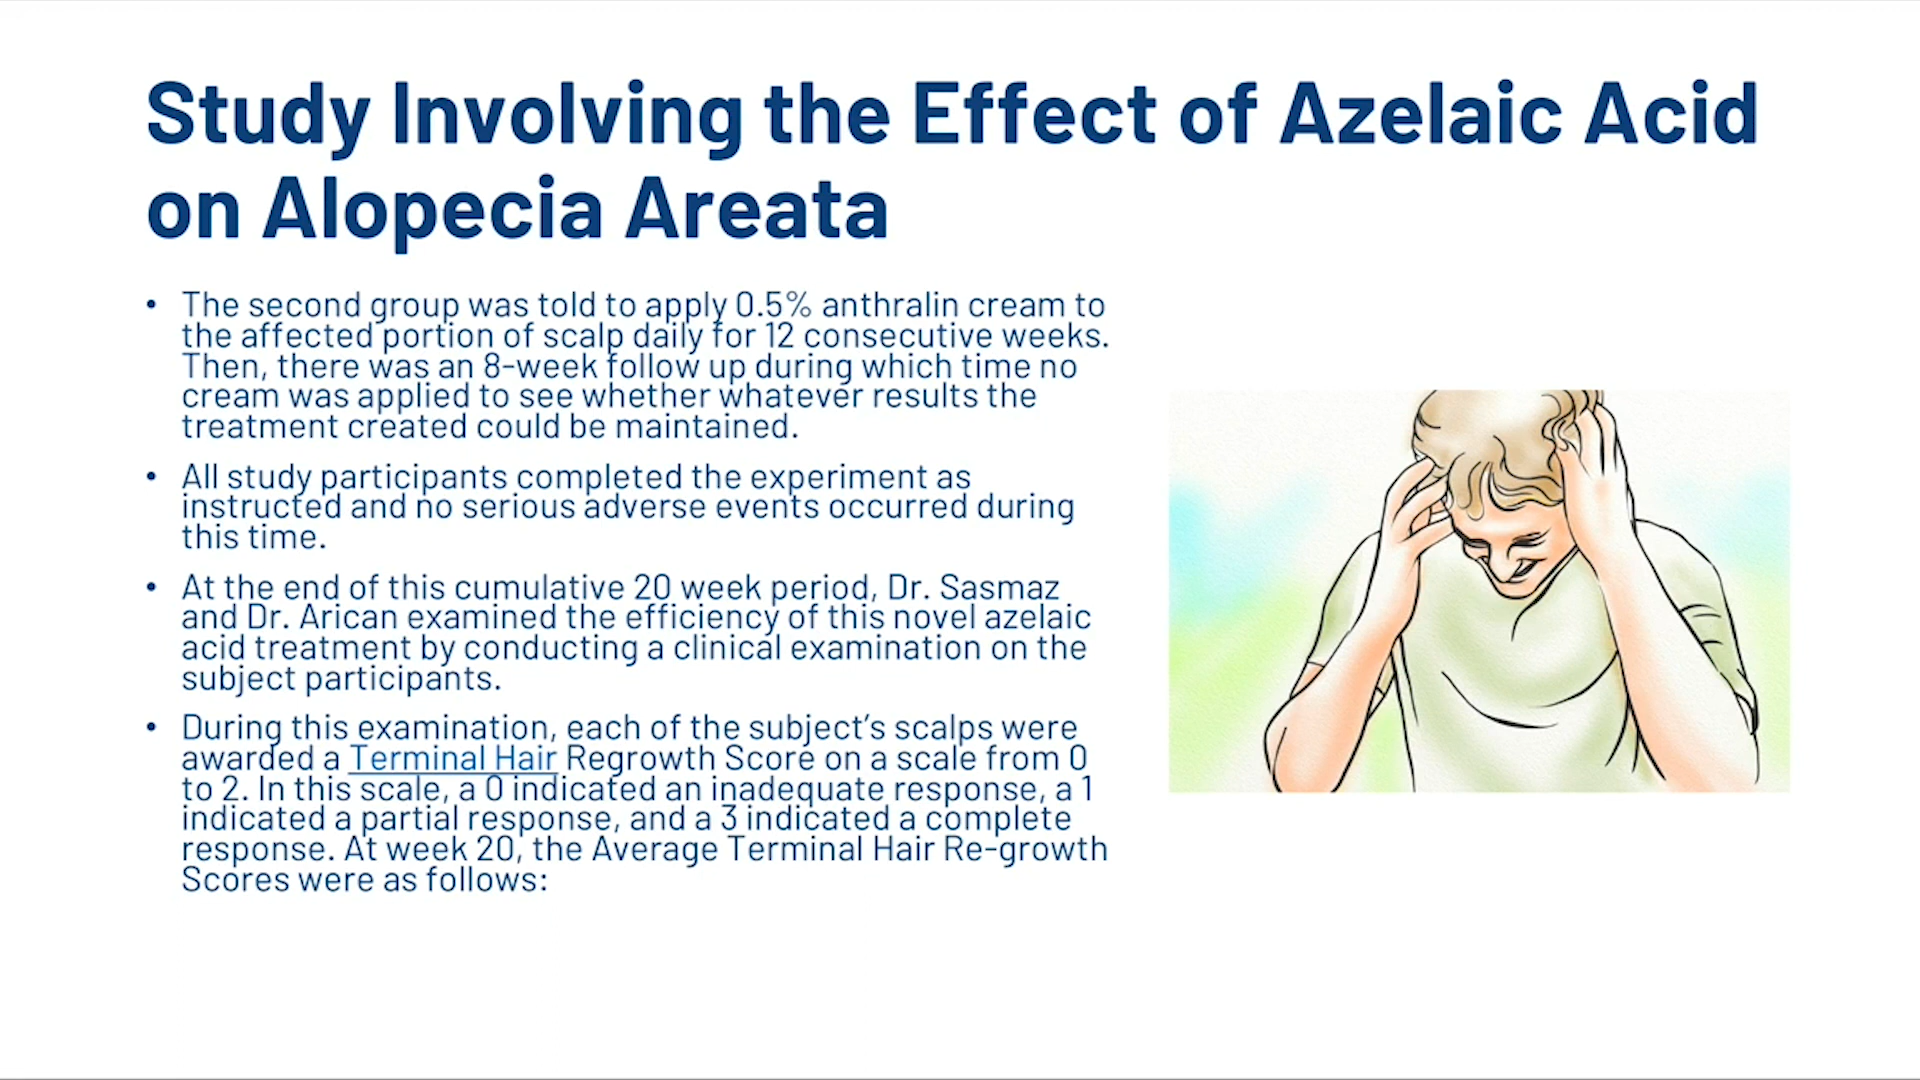 Study Involving the Effect of Azelaic Acid
on Alopecia Areata
• The second group was told to apply 0.5% anthralin cream to
the affected portion of scalp daily for 12 consecutive weeks.
Then, there was an 8-week follow up during which time no
cream was applied to see whether whatever results the
treatment created could be maintained.
• All study participants completed the experiment as
instructed and no serious adverse events occurred during
this time.
• At the end of this cumulative 20 week period, Dr. Sasmaz
and Dr. Arican examined the efficiency of this novel azelaic
acid treatment by conducting a clinical examination on the
subject participants.
• During this examination, each of the subject's scalps were
awarded a Terminal Hair Regrowth Score on a scale from 0
to 2. In this scale, a 0 indicated an inadequate response, a 1
indicated a partial response, and a 3 indicated a complete
response. At week 20, the Average Terminal Hair Re-growth
Scores were as follows: